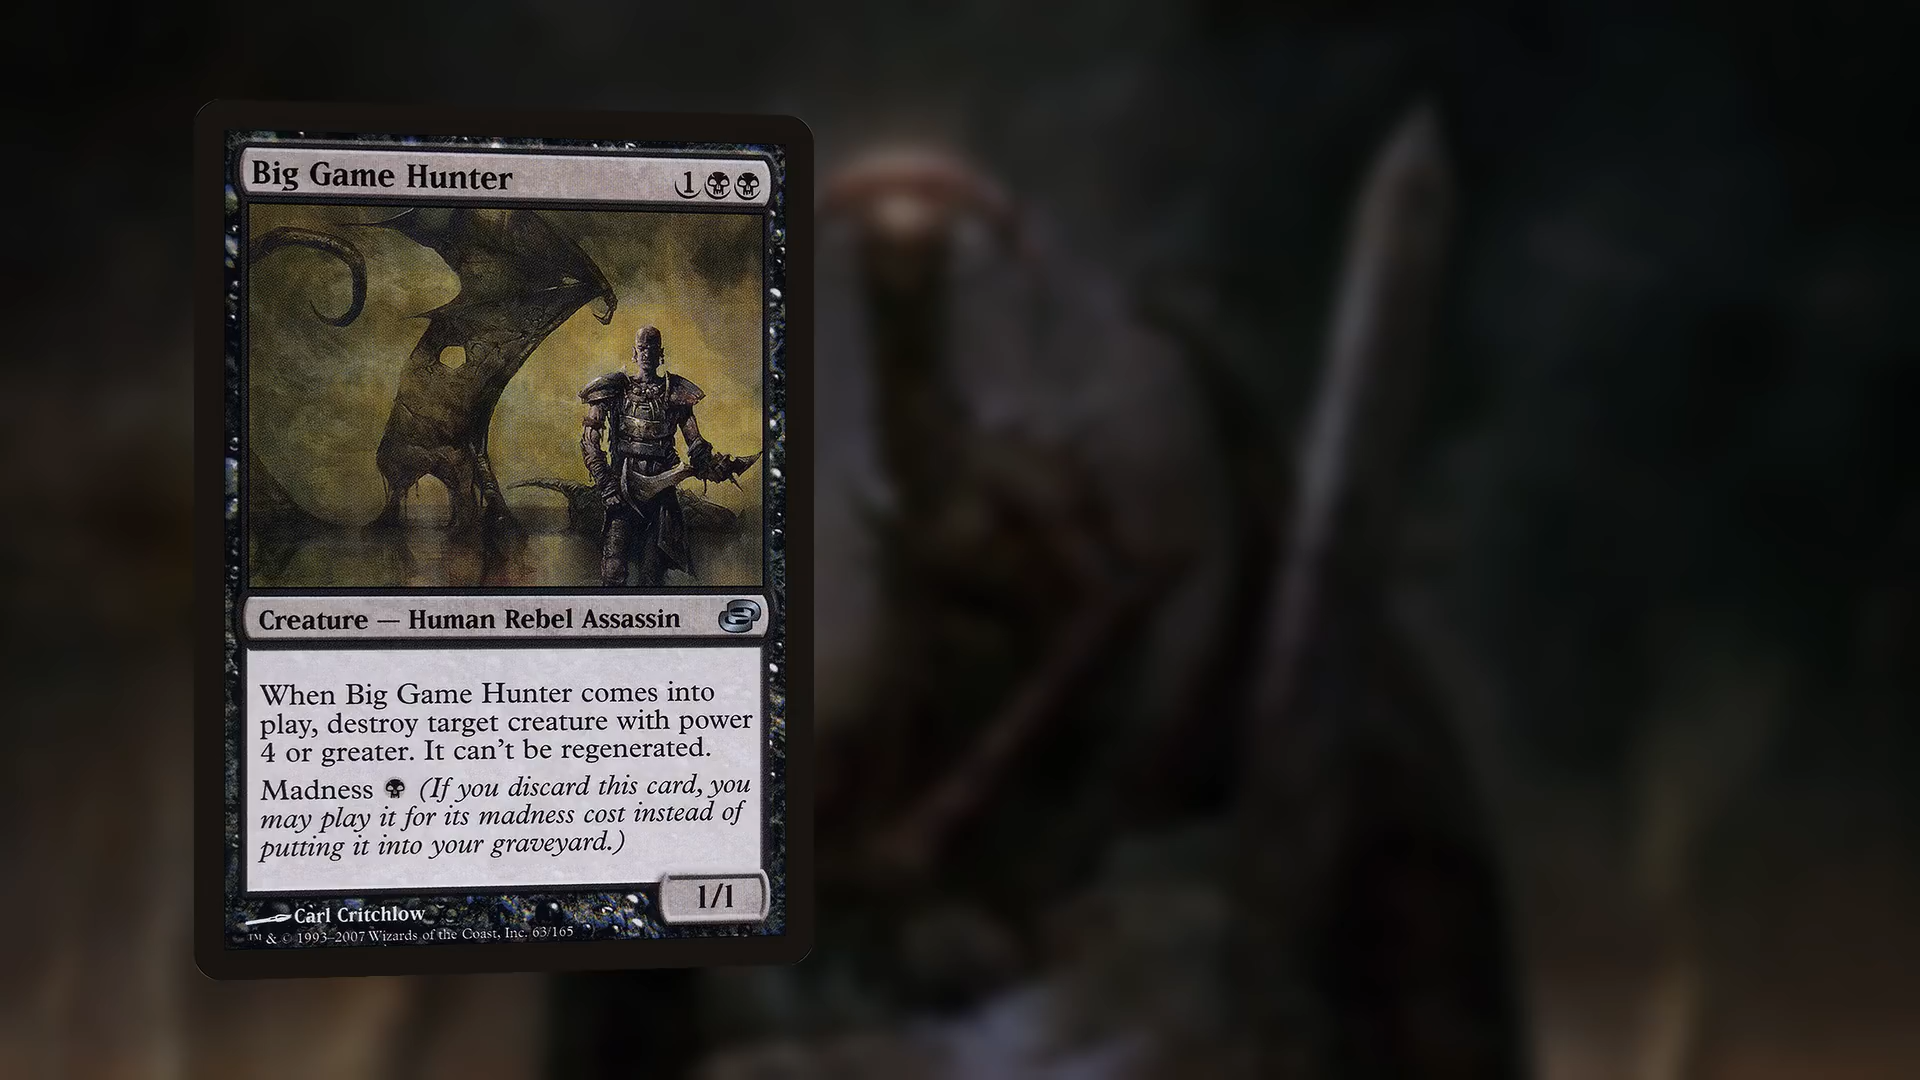 Big Game Hunter 1
Creature — Human Rebel Assassin
When Big Game Hunter comes into
play, destroy target creature with power
4 or greater. It can't be regenerated.
Madness (If you discard this card, you
may play it for its madness cost instead of
putting it into your graveyard.)
1/1
Carl Critchlow
™ & © 1993–2007 Wizards of the Coast, Inc. 63/165